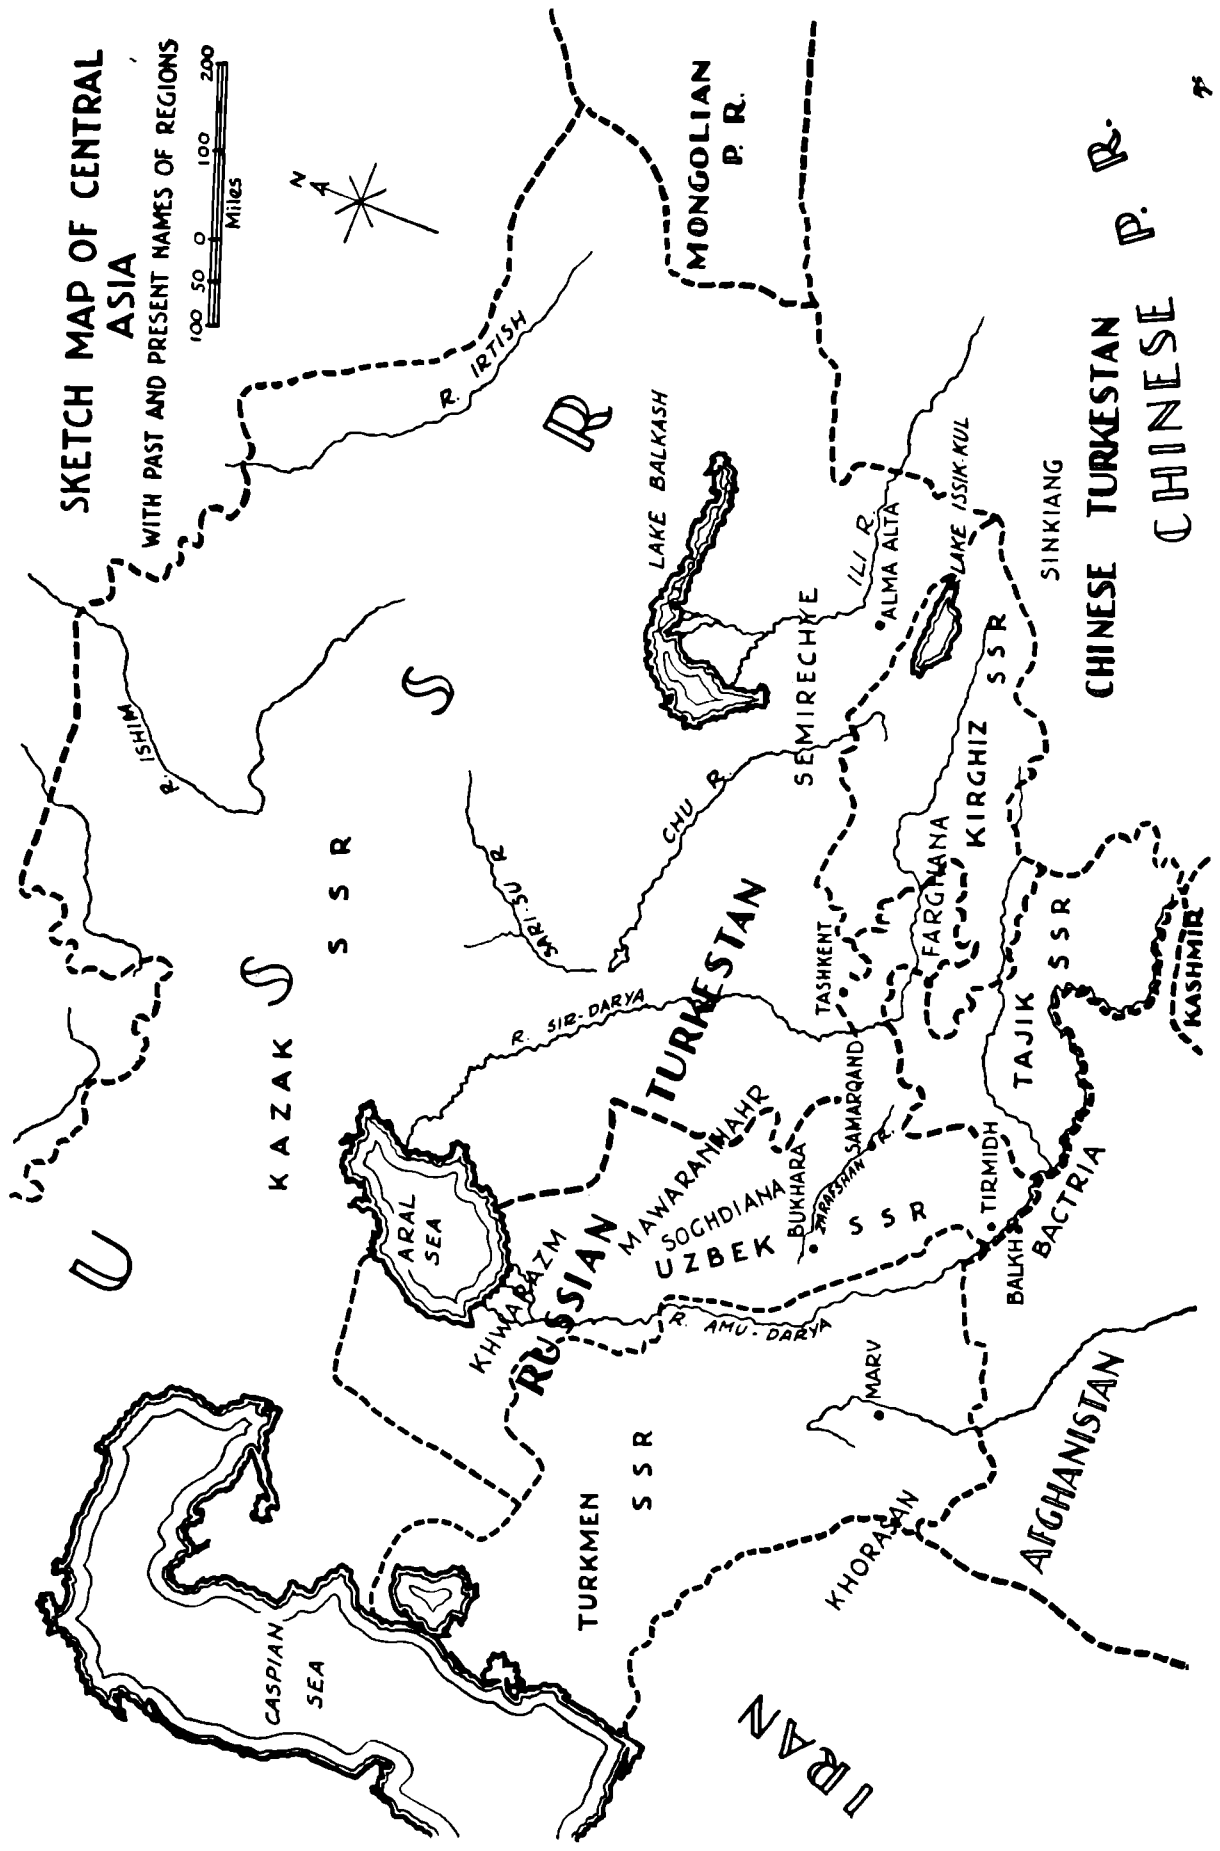 SKETCH MAP OF CENTRAL
ASIA
WITH PAST AND PRESENT NAMES OF REGIONS
100 50 0 100 200
Miles
N
U S S R
R. ISHIM
R. IRTISH
KAZAK
S S R
SARI-SU R
CHU R.
LAKE BALKASH
ILI R.
ALMA ALTA
LAKE ISSIK-KUL
SEMIRECHYE
MONGOLIAN
P. R.
CASPIAN
SEA
ARAL
SEA
R. SIR-DARYA
RUSSIAN TURKESTAN
KHWARAZM
MAWARANNAHR
SOGHDIANA
UZBEK
S S R
BUKHARA
SAMARQAND
ZARAFSHAN R.
TASHKENT
FARGHANA
KIRGHIZ
S S R
TAJIK
S S R
TIRMIDH
BALKH
BACTRIA
R. AMU-DARYA
MARV
TURKMEN
S S R
KHORASAN
IRAN
AFGHANISTAN
KASHMIR
SINKIANG
CHINESE TURKESTAN
CHINESE P. R.